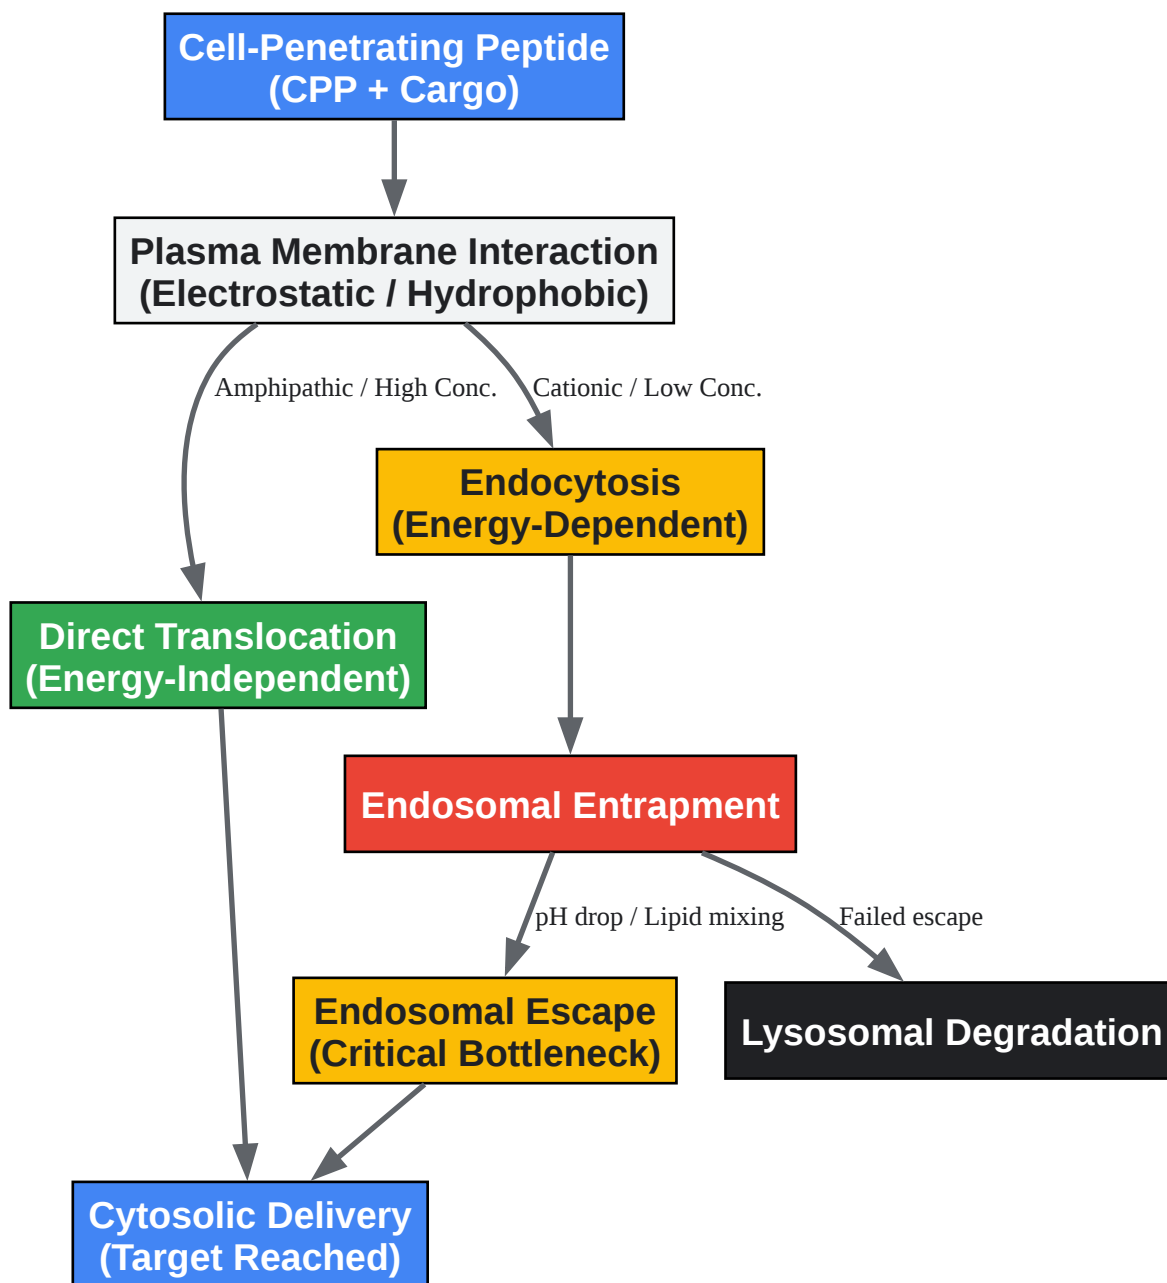 Cell-Penetrating Peptide
(CPP + Cargo)
Plasma Membrane Interaction
(Electrostatic / Hydrophobic)
Amphipathic / High Conc.
Cationic / Low Conc.
Endocytosis
(Energy-Dependent)
Direct Translocation
(Energy-Independent)
Endosomal Entrapment
pH drop / Lipid mixing
Failed escape
Endosomal Escape
(Critical Bottleneck)
Lysosomal Degradation
Cytosolic Delivery
(Target Reached)